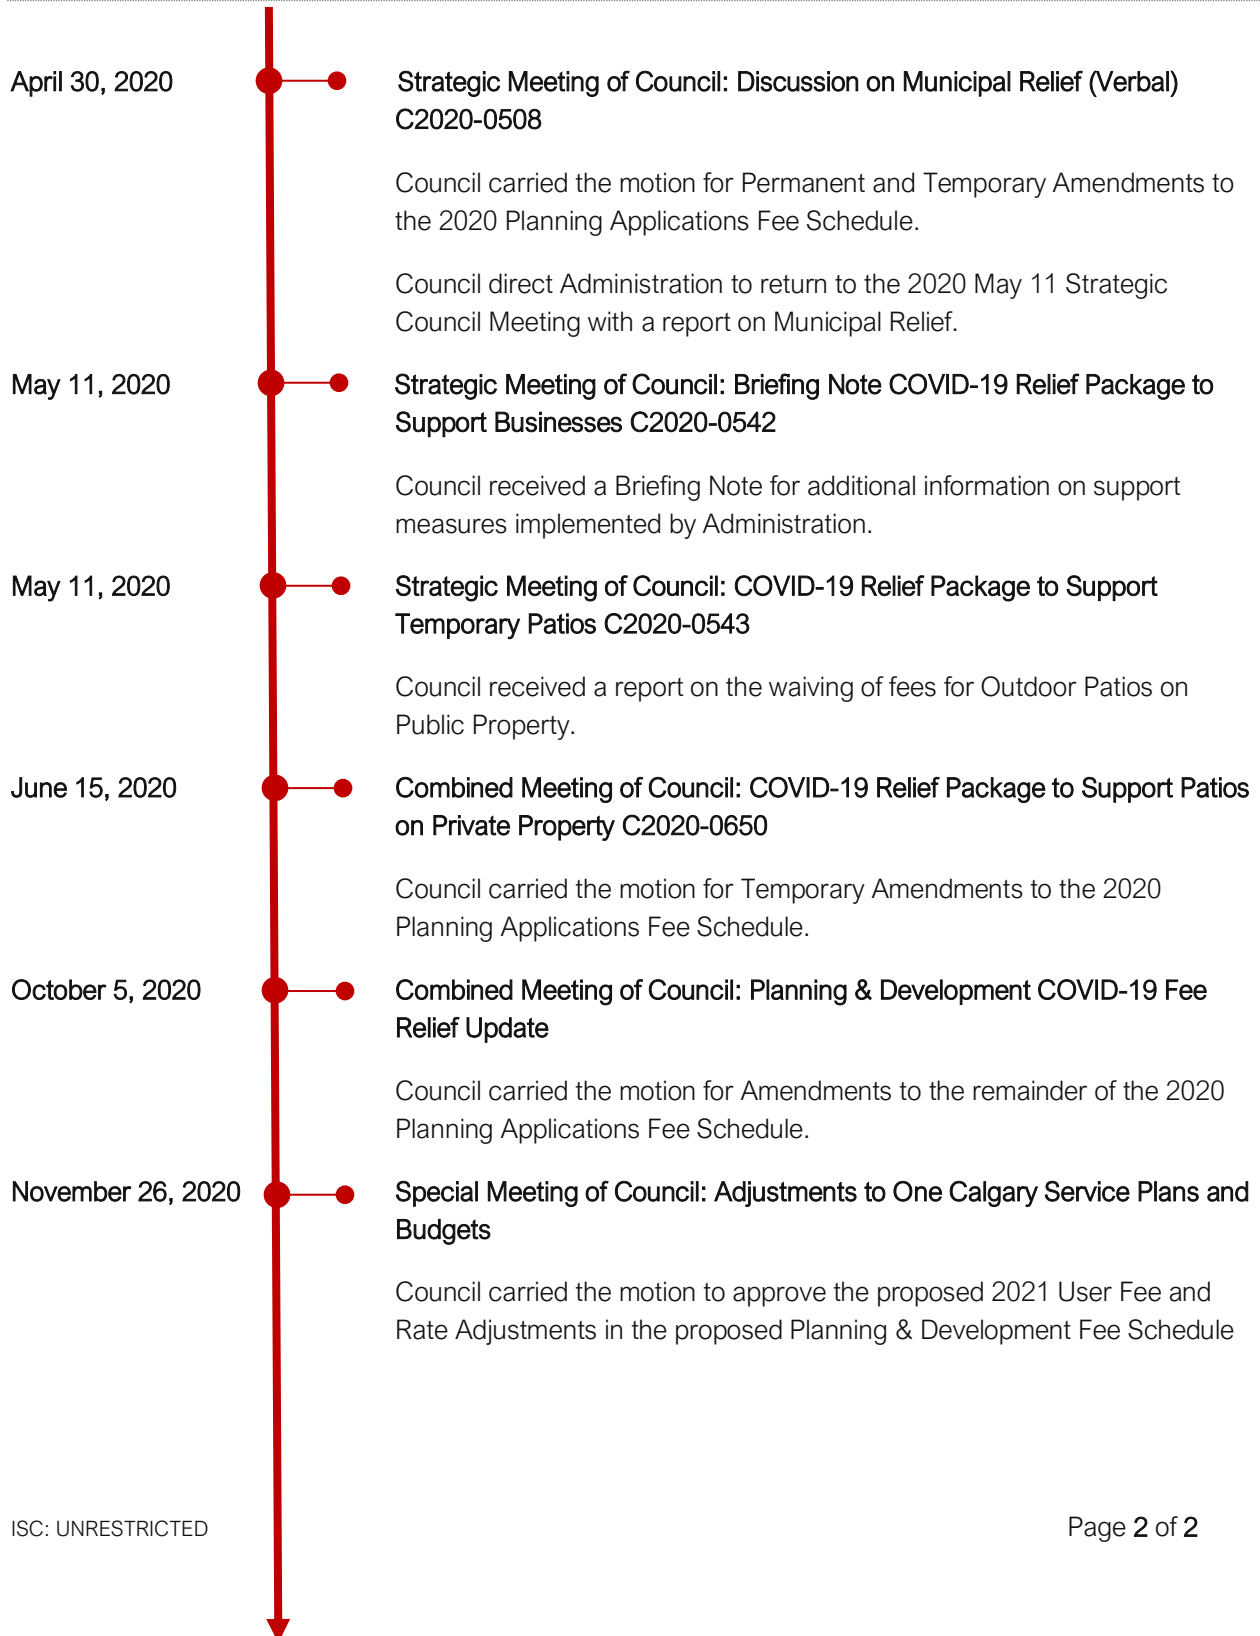 April 30, 2020
Strategic Meeting of Council: Discussion on Municipal Relief (Verbal)
C2020-0508
Council carried the motion for Permanent and Temporary Amendments to
the 2020 Planning Applications Fee Schedule.
Council direct Administration to return to the 2020 May 11 Strategic
Council Meeting with a report on Municipal Relief.
May 11, 2020
Strategic Meeting of Council: Briefing Note COVID-19 Relief Package to
Support Businesses C2020-0542
Council received a Briefing Note for additional information on support
measures implemented by Administration.
May 11, 2020
Strategic Meeting of Council: COVID-19 Relief Package to Support
Temporary Patios C2020-0543
Council received a report on the waiving of fees for Outdoor Patios on
Public Property.
June 15, 2020
Combined Meeting of Council: COVID-19 Relief Package to Support Patios
on Private Property C2020-0650
Council carried the motion for Temporary Amendments to the 2020
Planning Applications Fee Schedule.
October 5, 2020
Combined Meeting of Council: Planning & Development COVID-19 Fee
Relief Update
Council carried the motion for Amendments to the remainder of the 2020
Planning Applications Fee Schedule.
November 26, 2020
Special Meeting of Council: Adjustments to One Calgary Service Plans and
Budgets
Council carried the motion to approve the proposed 2021 User Fee and
Rate Adjustments in the proposed Planning & Development Fee Schedule
ISC: UNRESTRICTED
Page 2 of 2